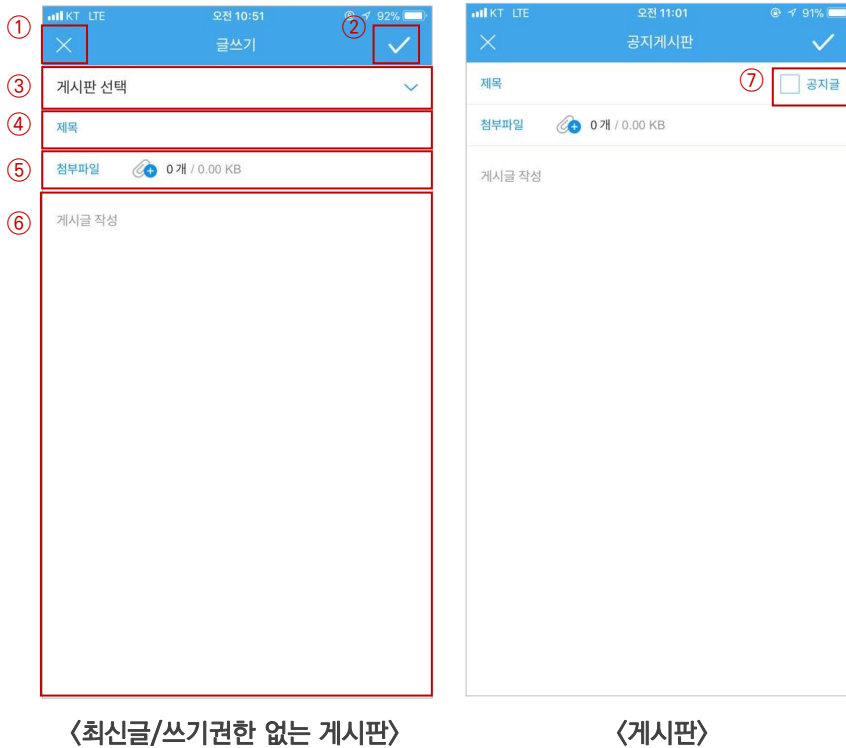 KT LTE 오전 10:51 92%
① ②
글쓰기
③ 게시판 선택
④ 제목
⑤ 첨부파일 0 개 / 0.00 KB
⑥ 게시글 작성
〈최신글/쓰기권한 없는 게시판〉
KT LTE 오전 11:01 91%
공지게시판
제목 ⑦ 공지글
첨부파일 0 개 / 0.00 KB
게시글 작성
〈게시판〉